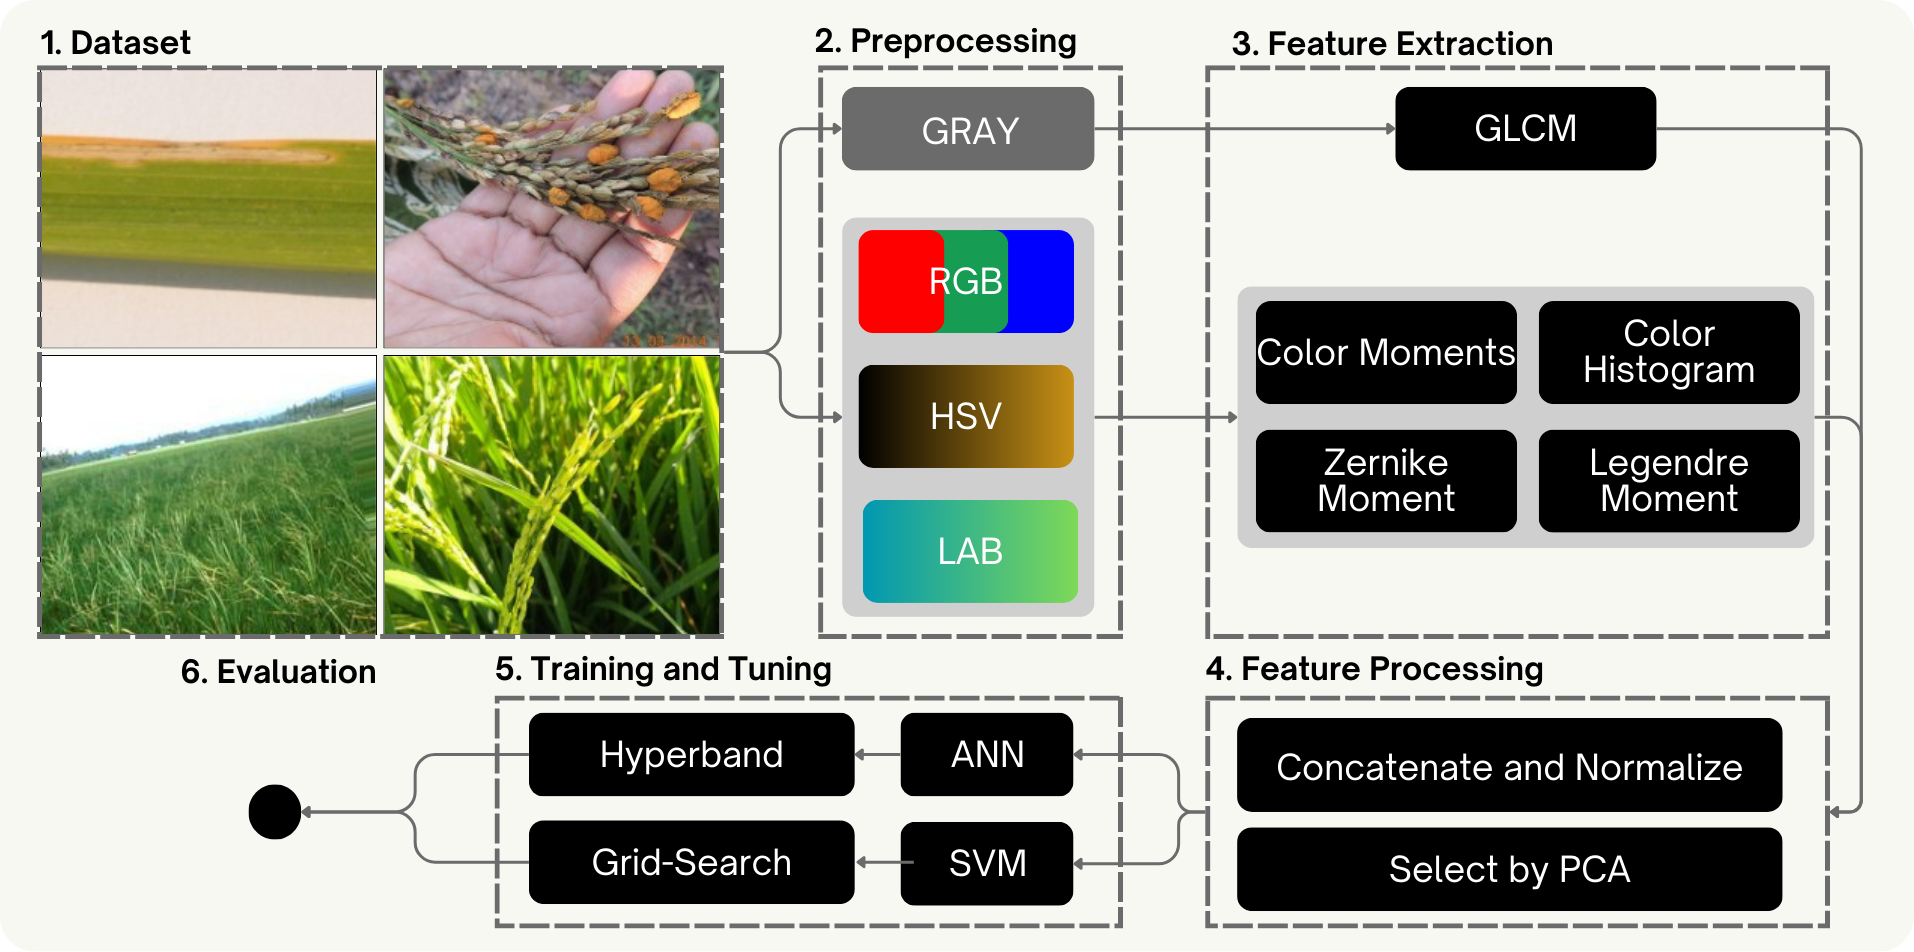 1. Dataset
2. Preprocessing
3. Feature Extraction
GRAY
GLCM
RGB
HSV
LAB
Color Moments
Color
Histogram
Zernike
Moment
Legendre
Moment
6. Evaluation
5. Training and Tuning
4. Feature Processing
Hyperband
ANN
Grid-Search
SVM
Concatenate and Normalize
Select by PCA